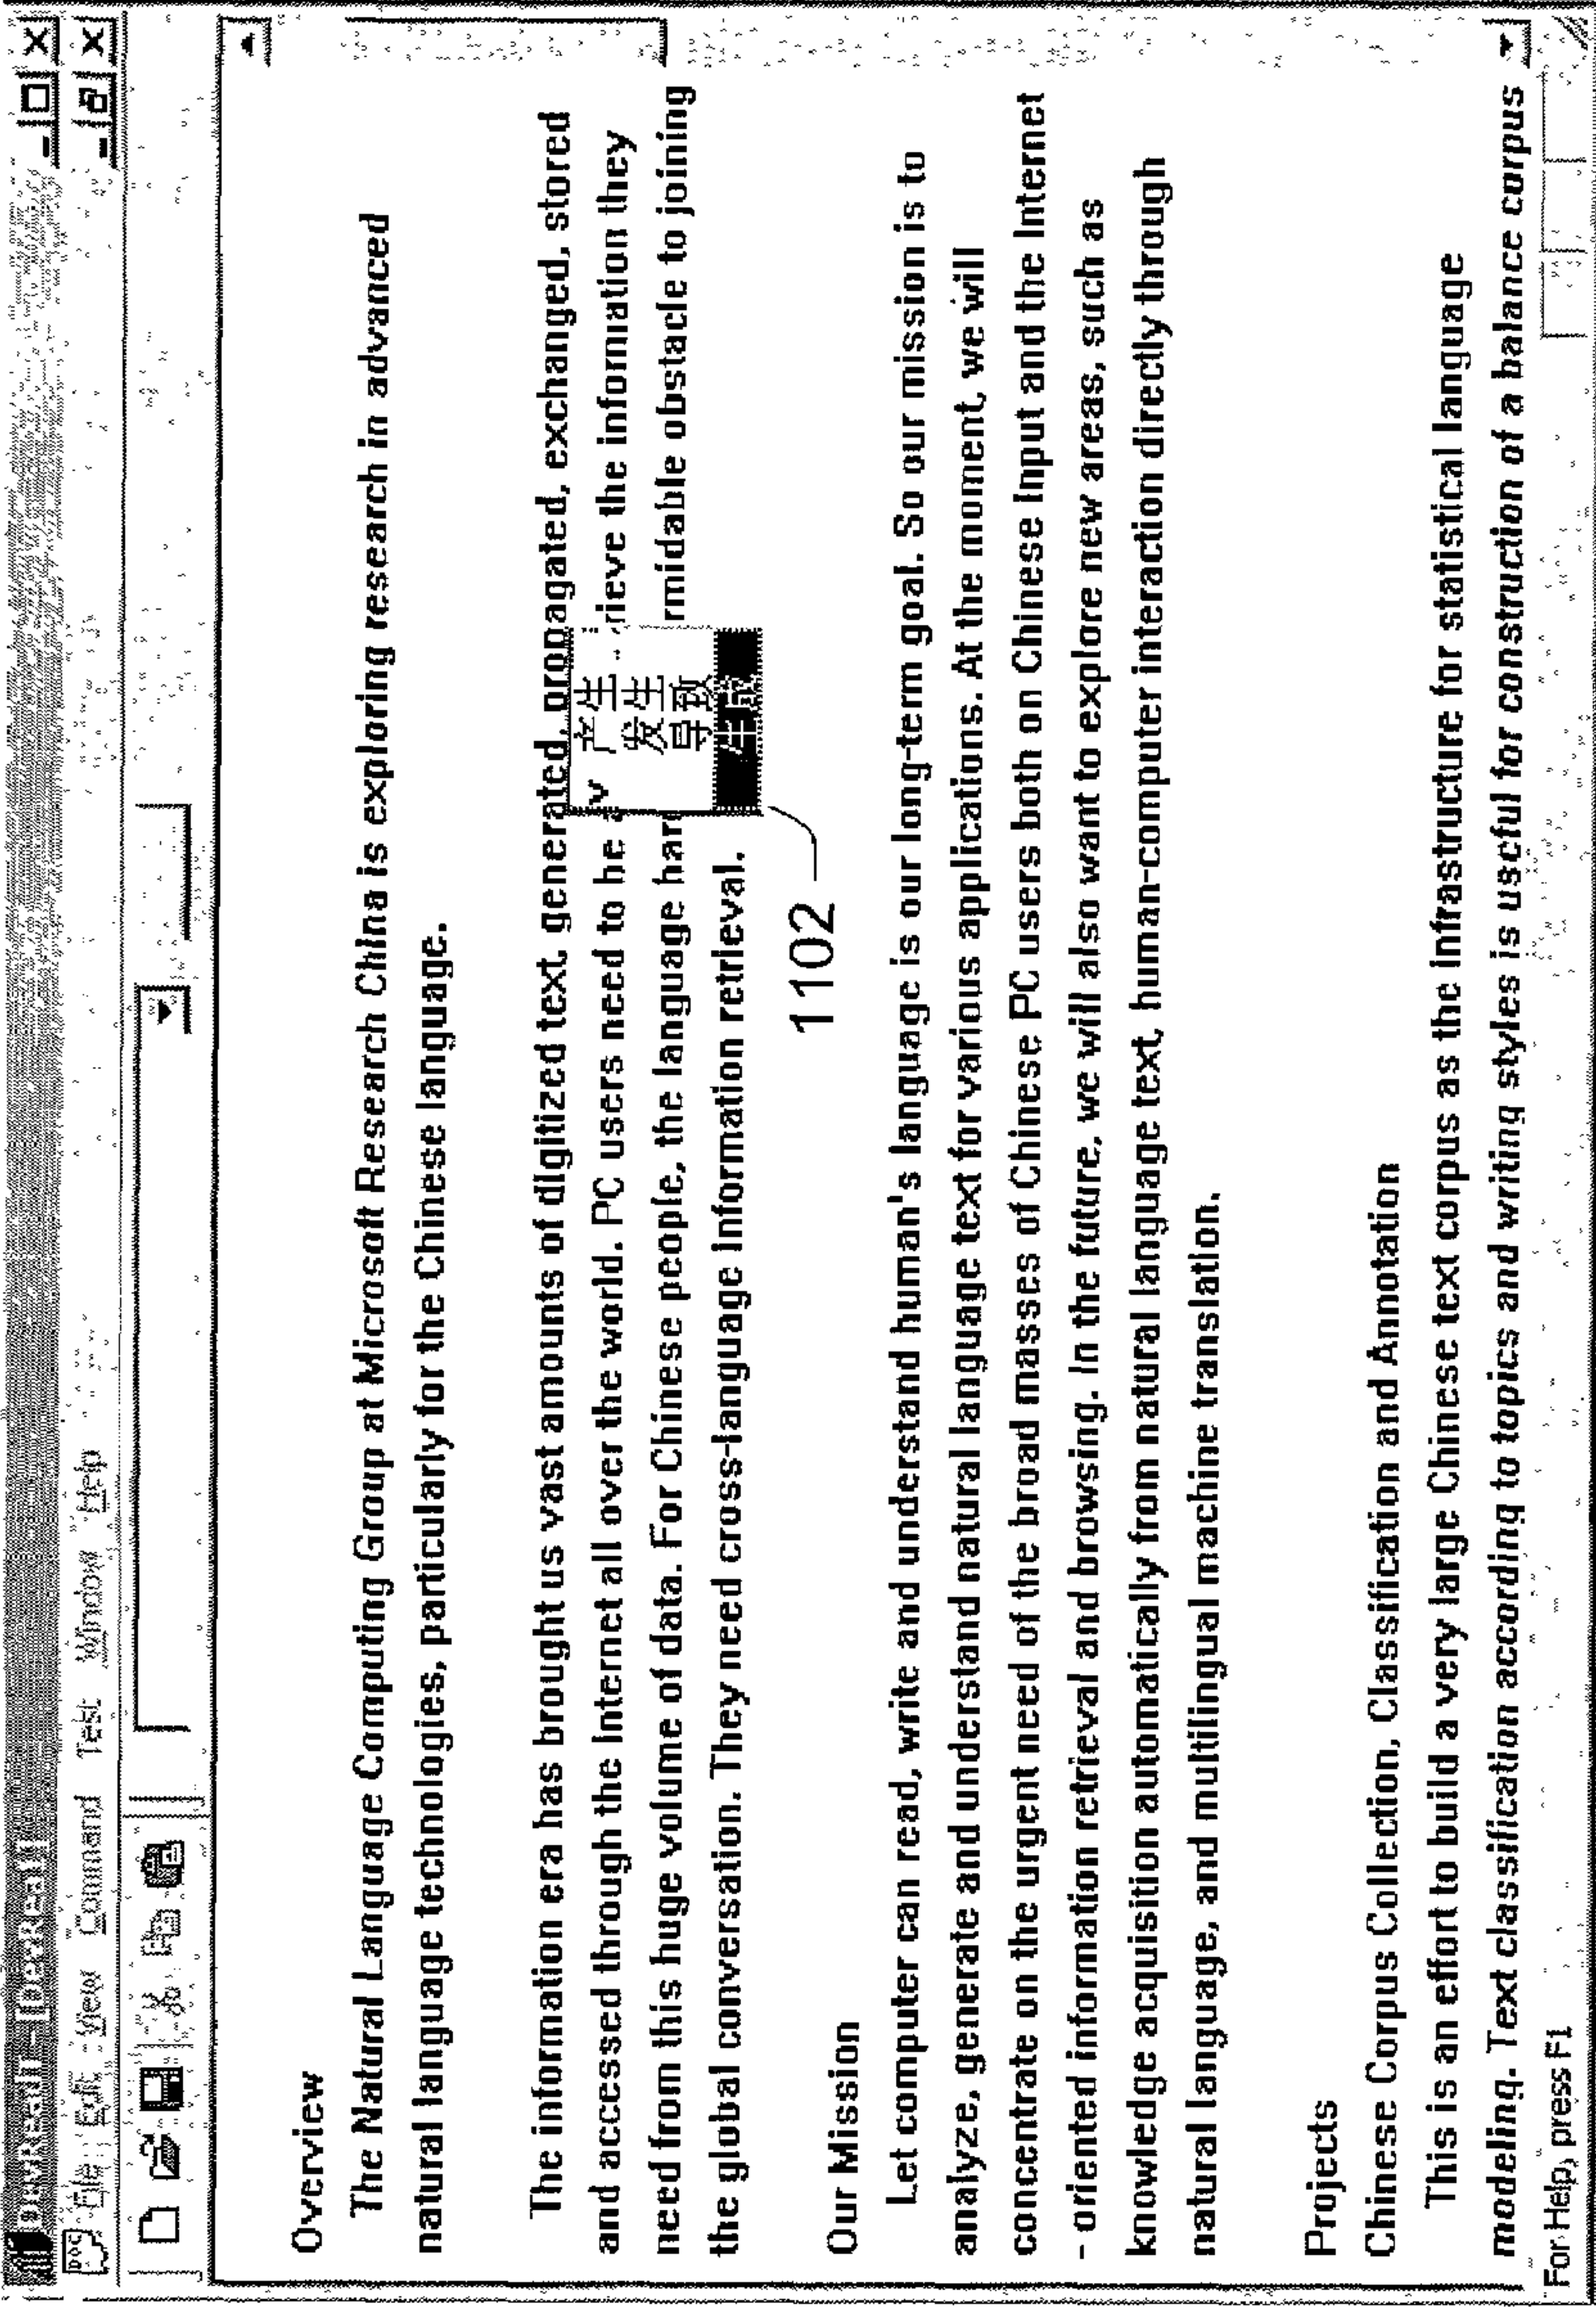 File Edit View Command Test Window Help
Overview
The Natural Language Computing Group at Microsoft Research China is exploring research in advanced
natural language technologies, particularly for the Chinese language.
The information era has brought us vast amounts of digitized text generated, propagated, exchanged, stored
and accessed through the Internet all over the world. PC users need to be rieve the information they
need from this huge volume of data. For Chinese people, the language har rmidable obstacle to joining
the global conversation. They need cross-language information retrieval.
v 产生 ..
发生
导致
生成
1102
Our Mission
Let computer can read, write and understand human's language is our long-term goal. So our mission is to
analyze, generate and understand natural language text for various applications. At the moment, we will
concentrate on the urgent need of the broad masses of Chinese PC users both on Chinese Input and the Internet
- oriented information retrieval and browsing. In the future, we will also want to explore new areas, such as
knowledge acquisition automatically from natural language text, human-computer interaction directly through
natural language, and multilingual machine translation.
Projects
Chinese Corpus Collection, Classification and Annotation
This is an effort to build a very large Chinese text corpus as the infrastructure for statistical language
modeling. Text classification according to topics and writing styles is useful for construction of a balance corpus
For Help, press F1